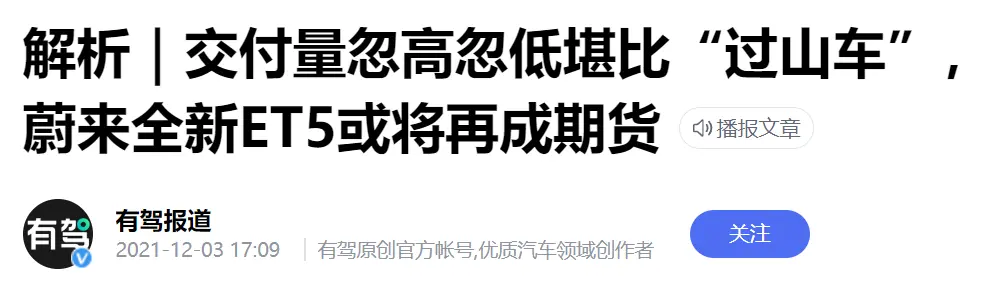 解析｜交付量忽高忽低堪比“过山车”，
蔚来全新ET5或将再成期货 播报文章
有驾 有驾报道
2021-12-03 17:09 有驾原创官方帐号,优质汽车领域创作者 关注